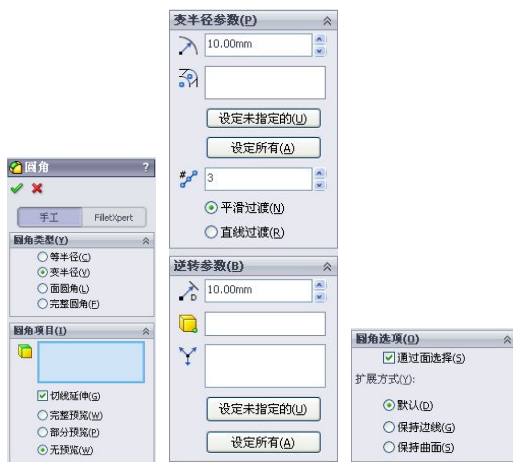 圆角 ?
手工 FilletXpert
圆角类型(Y)
等半径(C)
变半径(V)
面圆角(L)
完整圆角(F)
圆角项目(I)
切线延伸(G)
完整预览(W)
部分预览(P)
无预览(W)
变半径参数(P)
10.00mm
设定未指定的(U)
设定所有(A)
#
3
平滑过渡(N)
直线过渡(R)
逆转参数(B)
D
10.00mm
设定未指定的(U)
设定所有(A)
圆角选项(O)
通过面选择(S)
扩展方式(Y):
默认(D)
保持边线(G)
保持曲面(S)